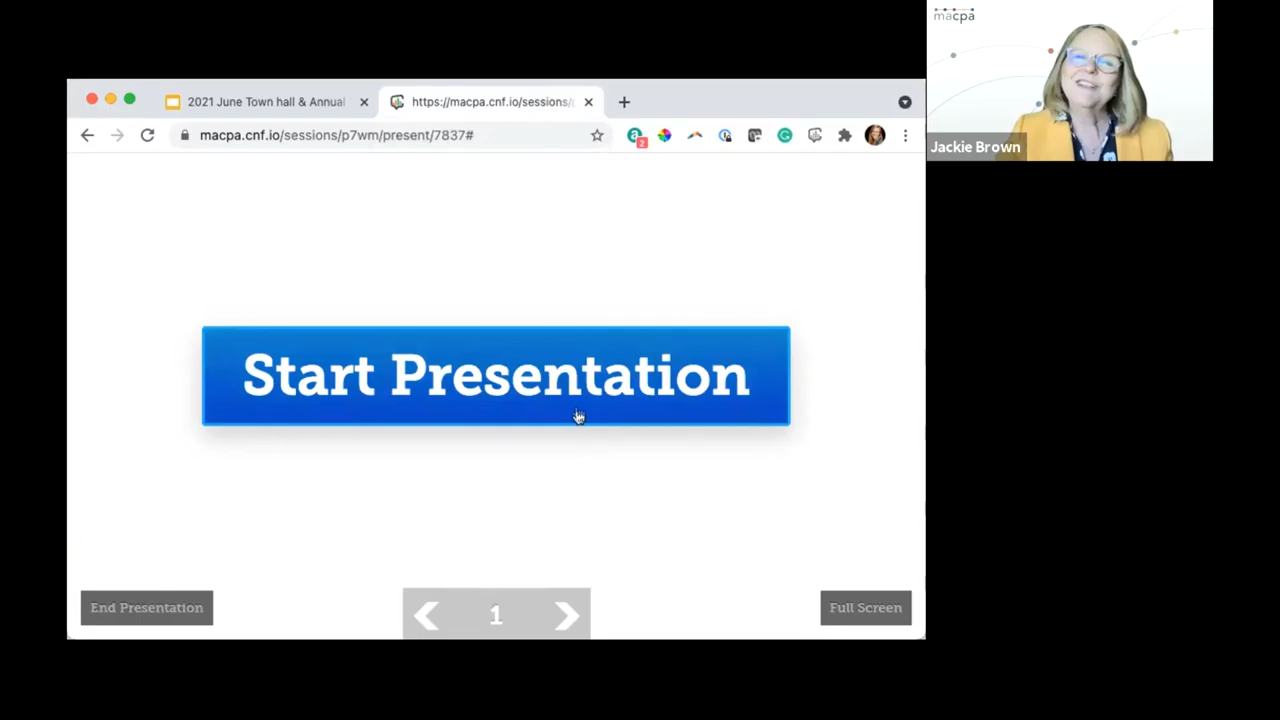 macpa
Jackie Brown
2021 June Town hall & Annual
https://macpa.cnf.io/sessions/
macpa.cnf.io/sessions/p7wm/present/7837#
2
Start Presentation
End Presentation
1
Full Screen